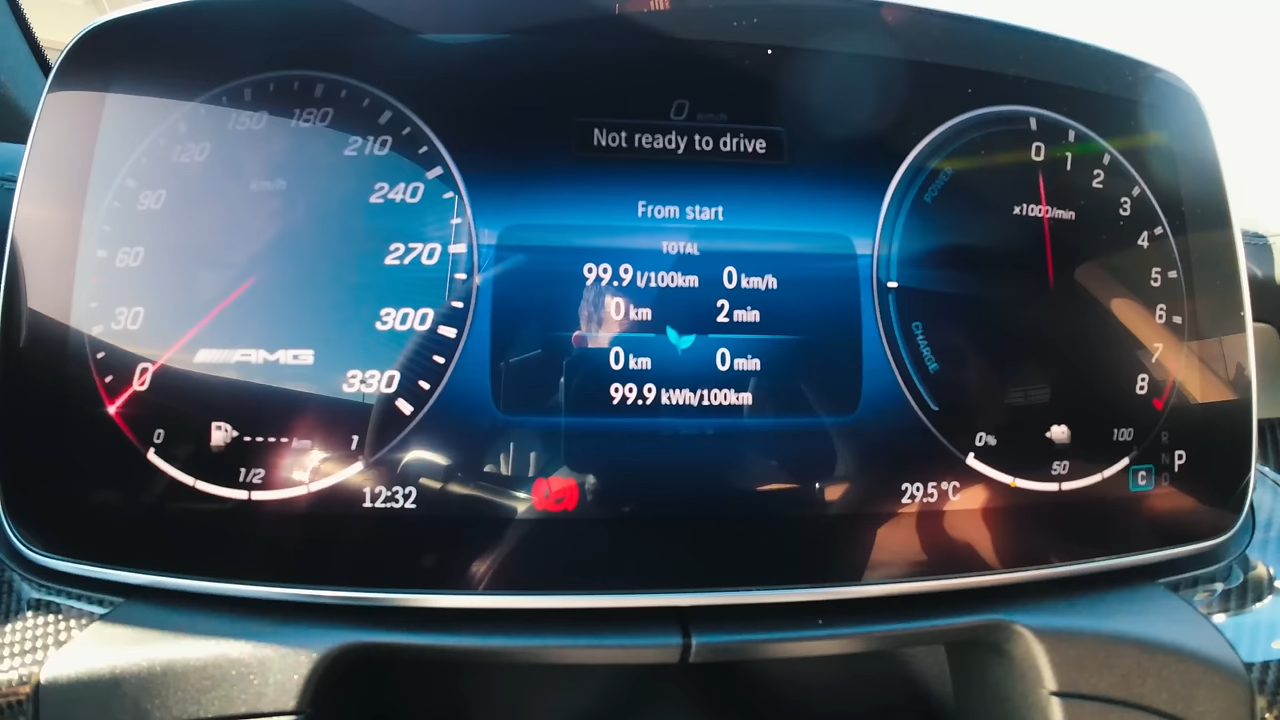 0 km/h
Not ready to drive
From start
TOTAL
99.9 l/100km 0 km/h
0 km 2 min
0 km 0 min
99.9 kWh/100km
0
30
60
90
120
150
180
210
240
270
300
330
km/h
AMG
0 1/2 1
----- km
12:32
POWER
CHARGE
0
1
2
3
4
5
6
7
8
x1000/min
0% 50 100
29.5°C
C
R
N
D
P